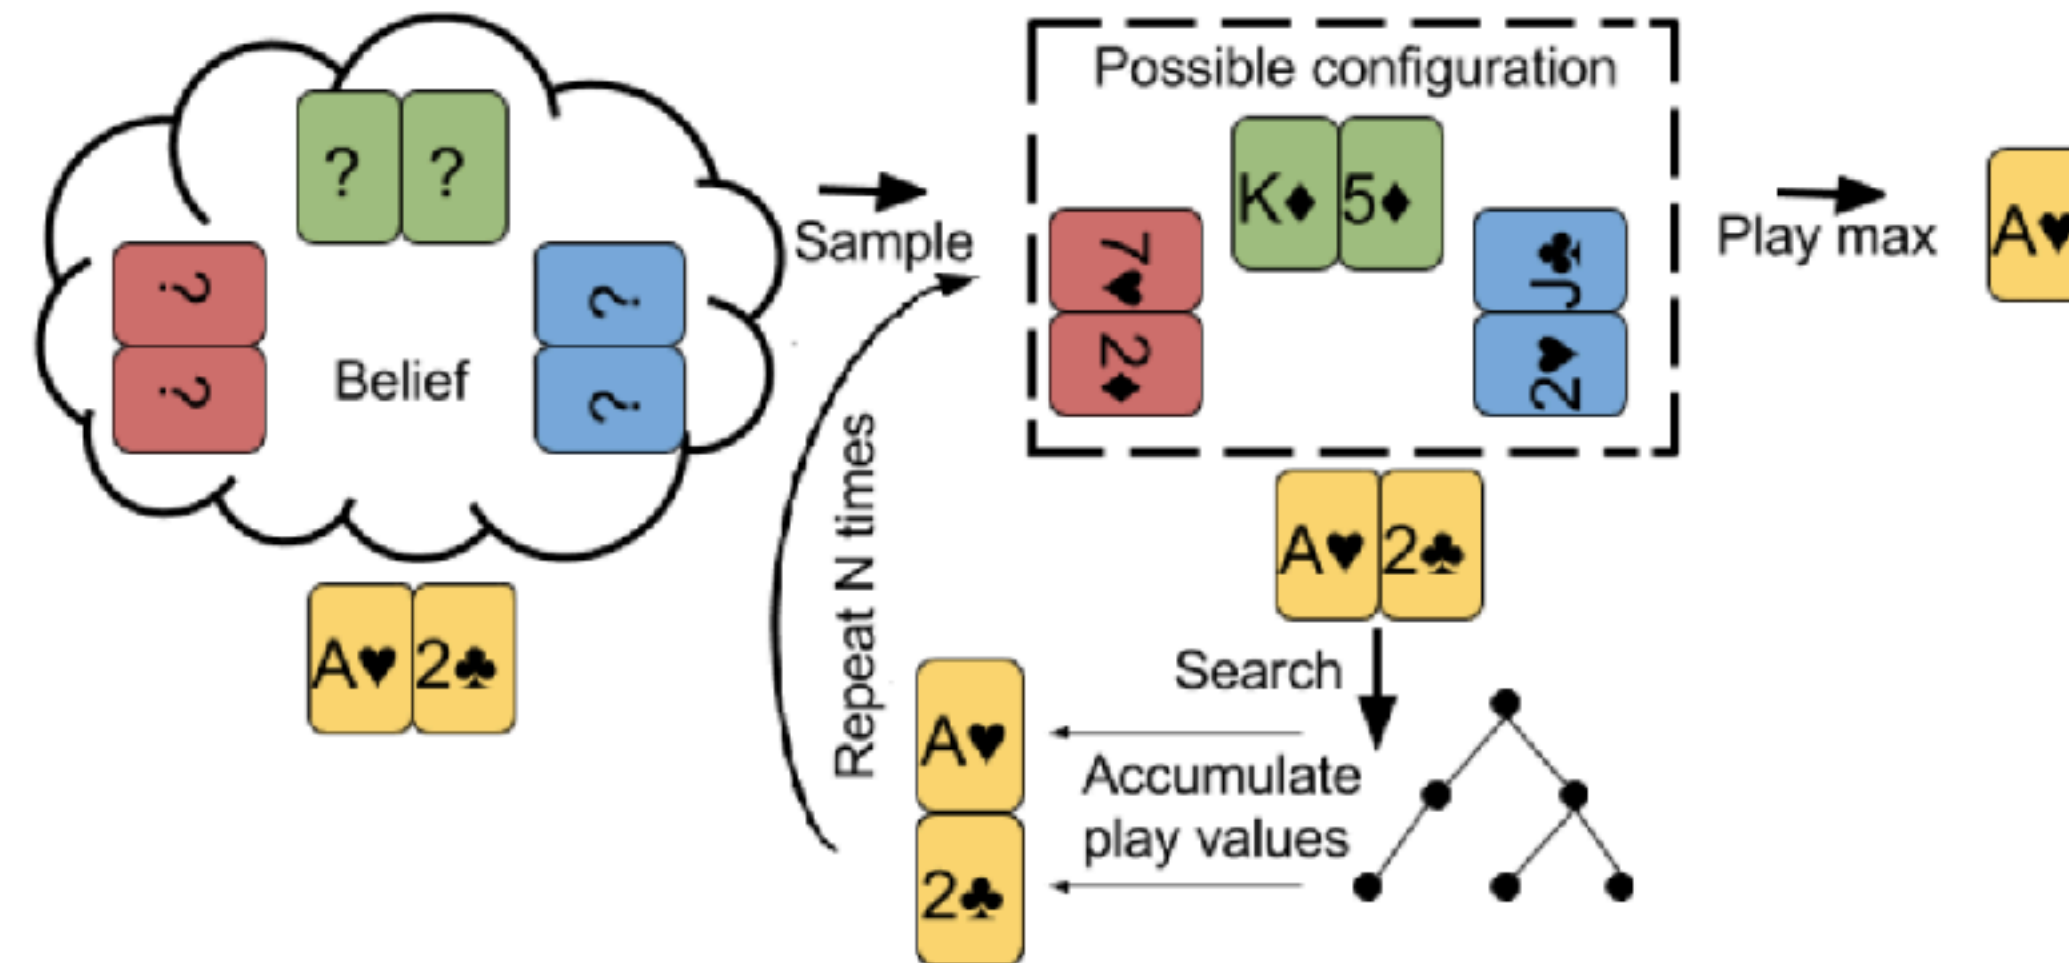 ? ?
?
?
?
?
Belief
A♥ 2♣
Sample
Repeat N times
Possible configuration
K♦ 5♦
7♥
2♦
J♣
2♥
A♥ 2♣
Search
Accumulate
play values
A♥
2♣
Play max
A♥